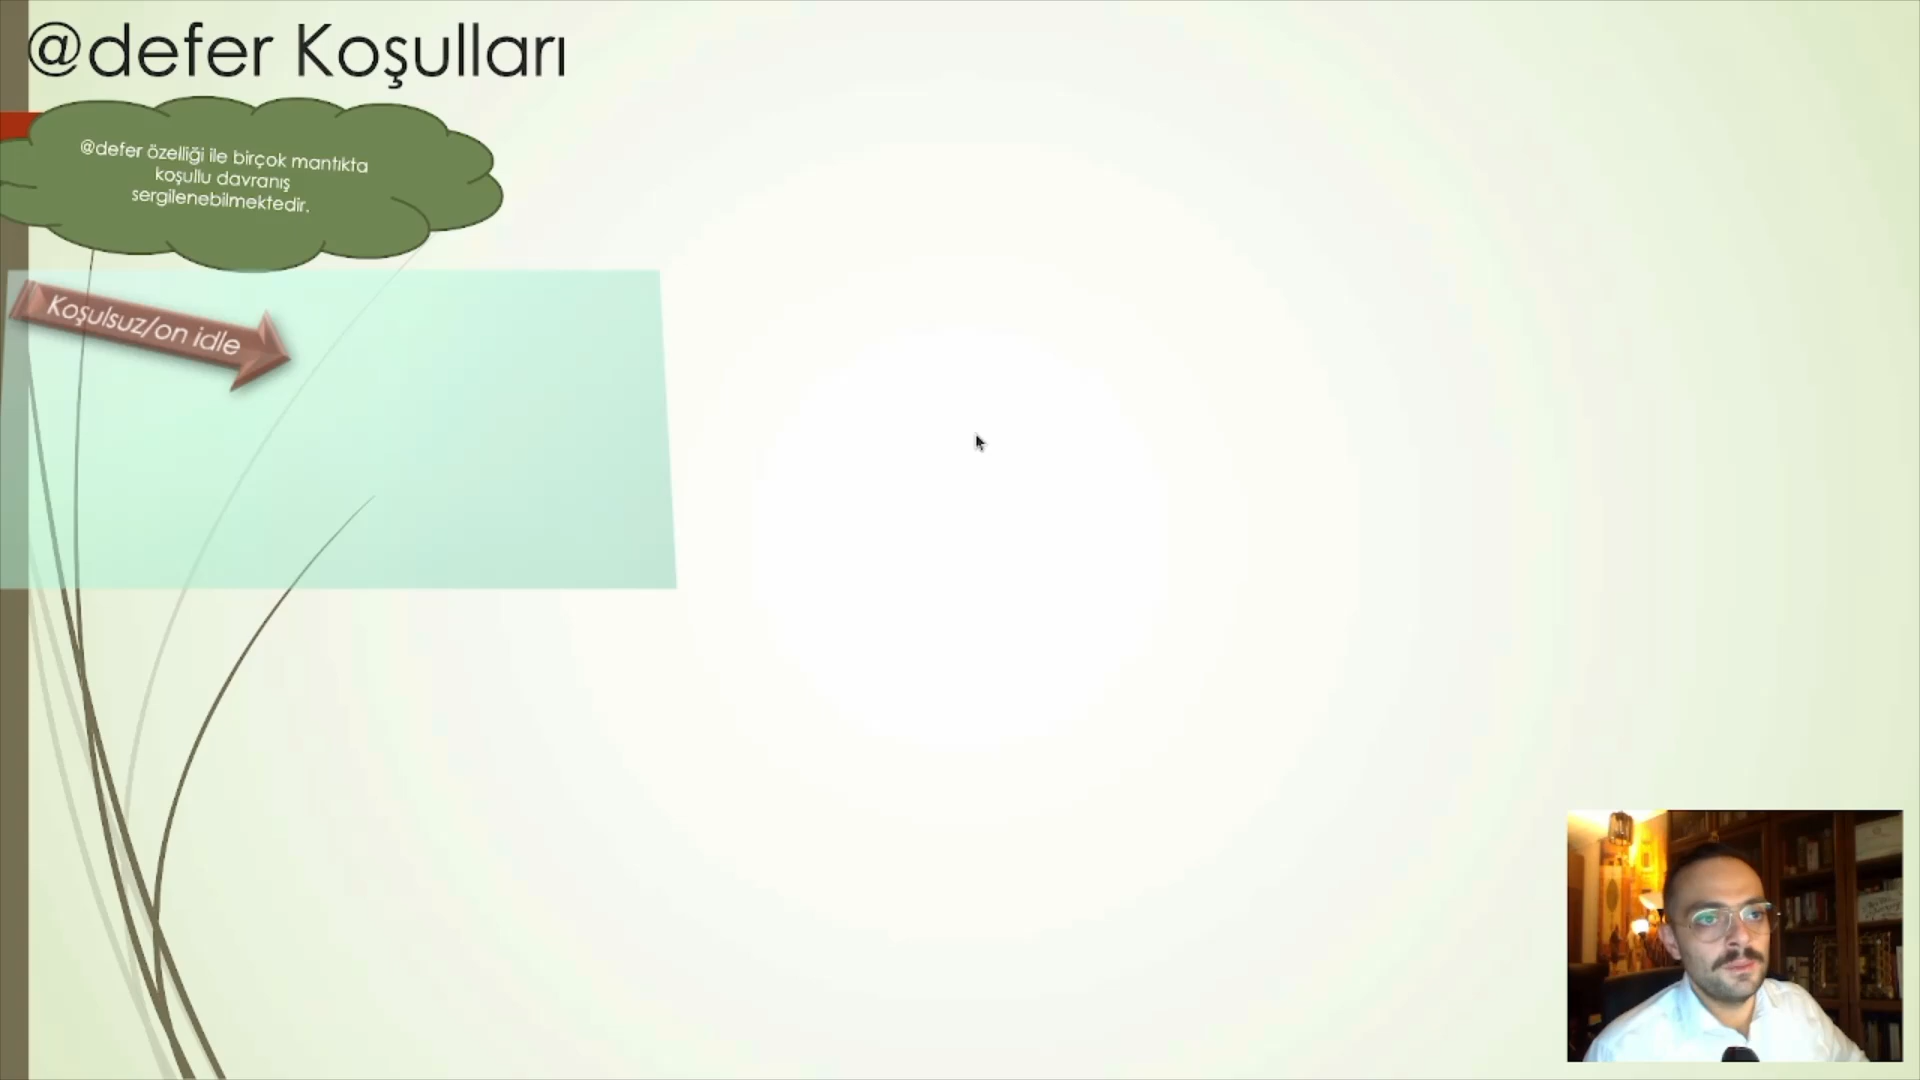 @defer Koşulları
@defer özelliği ile birçok mantıkta
koşullu davranış
sergilenebilmektedir.
Koşulsuz/on idle